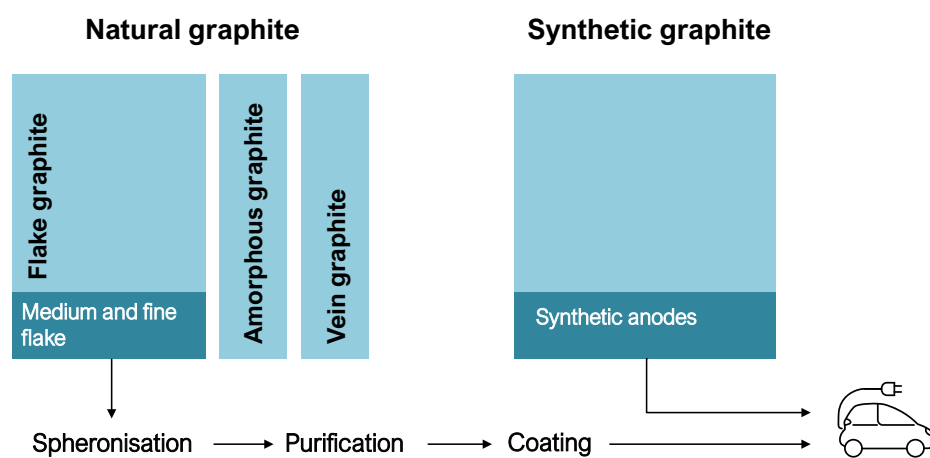 Natural graphite
Synthetic graphite
Flake graphite
Medium and fine
flake
Amorphous graphite
Vein graphite
Synthetic anodes
Spheronisation
Purification
Coating